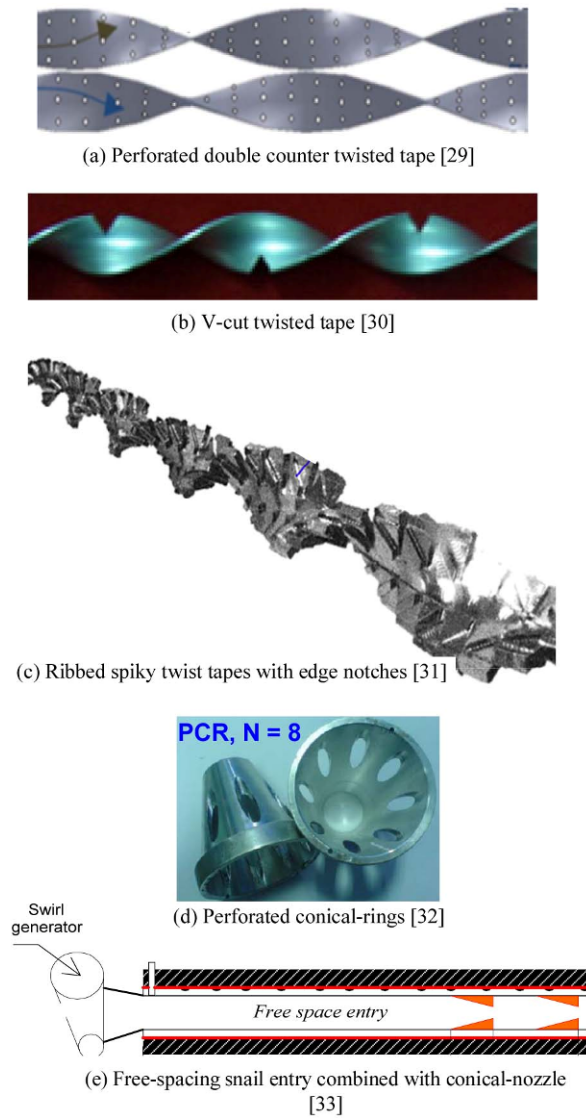 (a) Perforated double counter twisted tape [29]
(b) V-cut twisted tape [30]
(c) Ribbed spiky twist tapes with edge notches [31]
PCR, N = 8
(d) Perforated conical-rings [32]
Swirl
generator
Free space entry
(e) Free-spacing snail entry combined with conical-nozzle
[33]